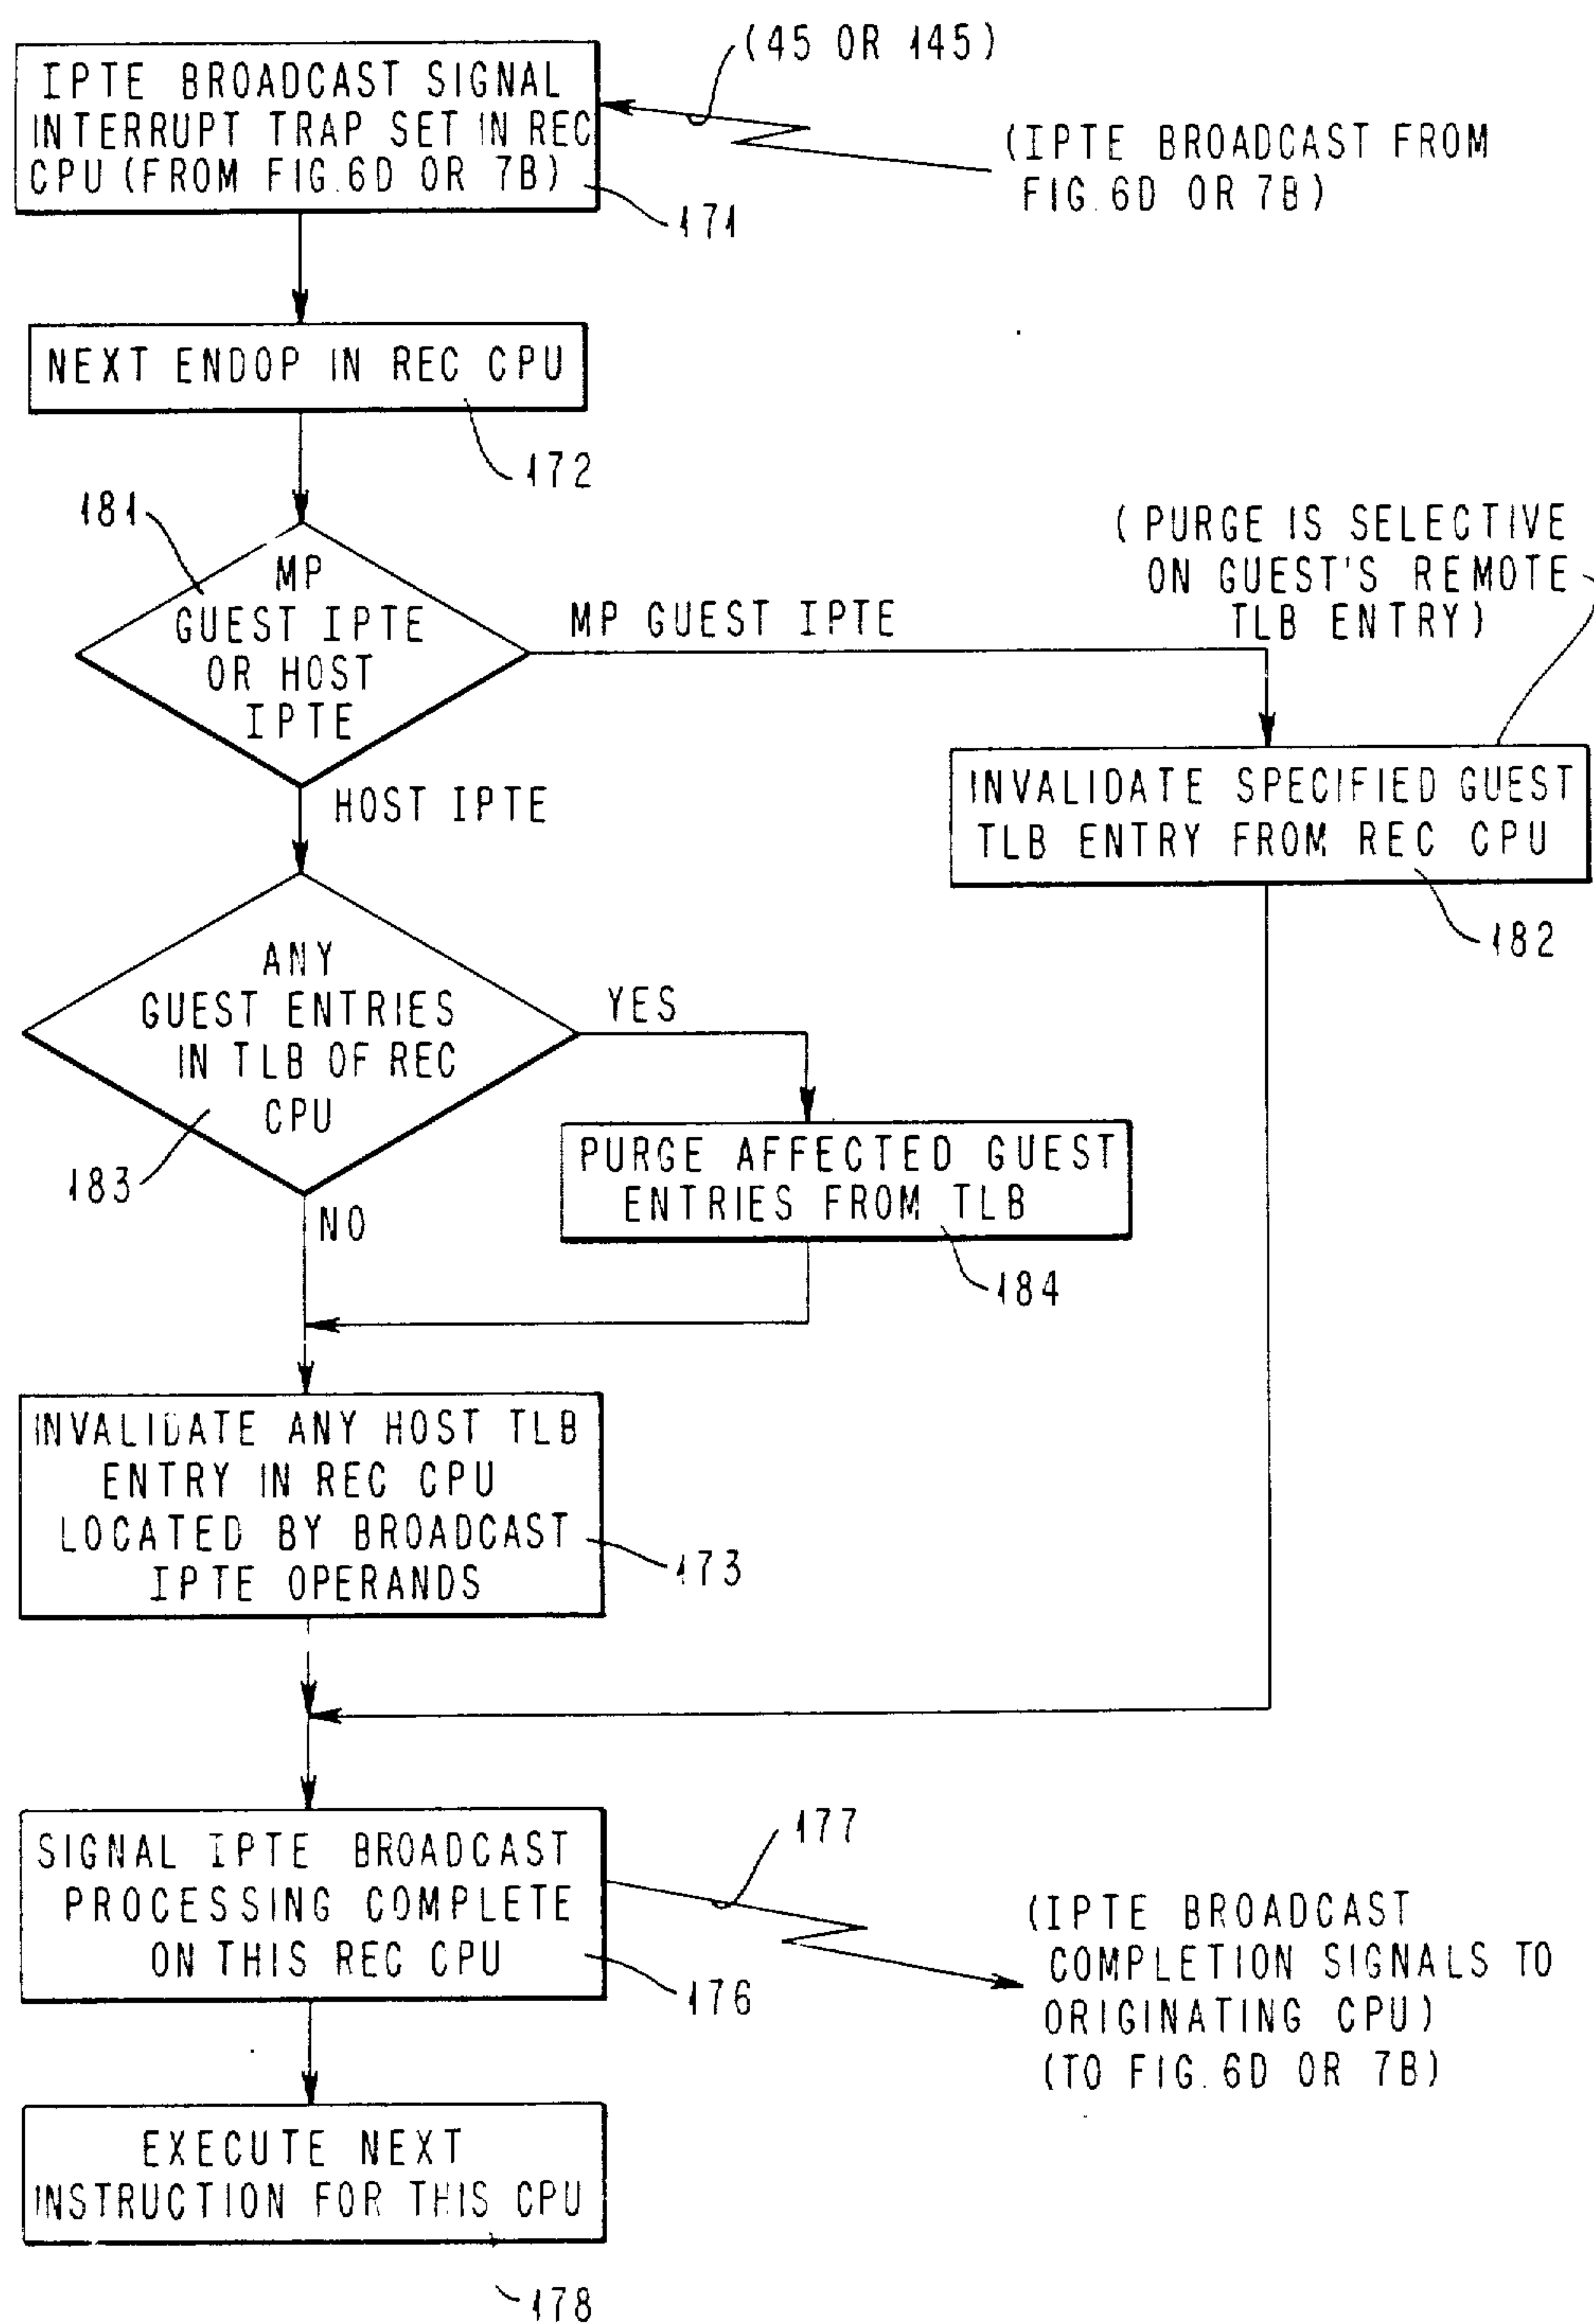 IPTE BROADCAST SIGNAL
INTERRUPT TRAP SET IN REC
CPU (FROM FIG. 6D OR 7B)
171
(45 OR 145)
(IPTE BROADCAST FROM
FIG. 6D OR 7B)
NEXT ENDOP IN REC CPU
172
181
MP
GUEST IPTE
OR HOST
IPTE
MP GUEST IPTE
(PURGE IS SELECTIVE
ON GUEST'S REMOTE
TLB ENTRY)
HOST IPTE
INVALIDATE SPECIFIED GUEST
TLB ENTRY FROM REC CPU
182
ANY
GUEST ENTRIES
IN TLB OF REC
CPU
183
YES
NO
PURGE AFFECTED GUEST
ENTRIES FROM TLB
184
INVALIDATE ANY HOST TLB
ENTRY IN REC CPU
LOCATED BY BROADCAST
IPTE OPERANDS
173
SIGNAL IPTE BROADCAST
PROCESSING COMPLETE
ON THIS REC CPU
176
177
(IPTE BROADCAST
COMPLETION SIGNALS TO
ORIGINATING CPU)
(TO FIG. 6D OR 7B)
EXECUTE NEXT
INSTRUCTION FOR THIS CPU
178